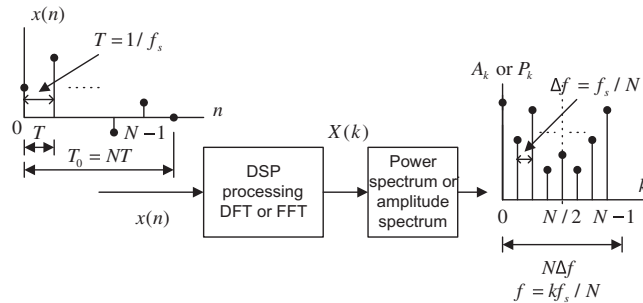 x(n)
T = 1/f_s
.....
n
0
T
N−1
T_0 = NT
x(n)
DSP
processing
DFT or FFT
X(k)
Power
spectrum or
amplitude
spectrum
A_k or P_k
Δf = f_s/N
.....
k
0
N/2
N−1
NΔf
f = kf_s/N